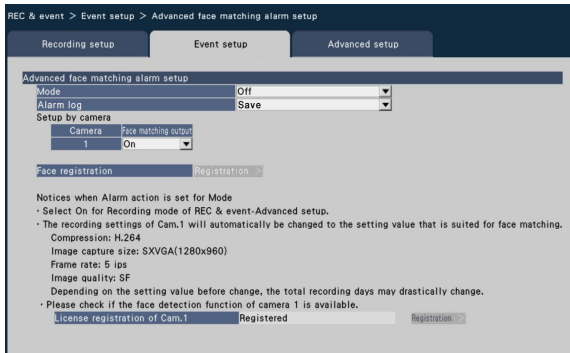 REC & event > Event setup > Advanced face matching alarm setup
Recording setup Event setup Advanced setup
Advanced face matching alarm setup
Mode Off
Alarm log Save
Setup by camera
Camera Face matching output
1 On
Face registration Registration >
Notices when Alarm action is set for Mode
· Select On for Recording mode of REC & event-Advanced setup.
· The recording settings of Cam.1 will automatically be changed to the setting value that is suited for face matching.
Compression: H.264
Image capture size: SXVGA(1280x960)
Frame rate: 5 ips
Image quality: SF
Depending on the setting value before change, the total recording days may drastically change.
· Please check if the face detection function of camera 1 is available.
License registration of Cam.1 Registered Registration >